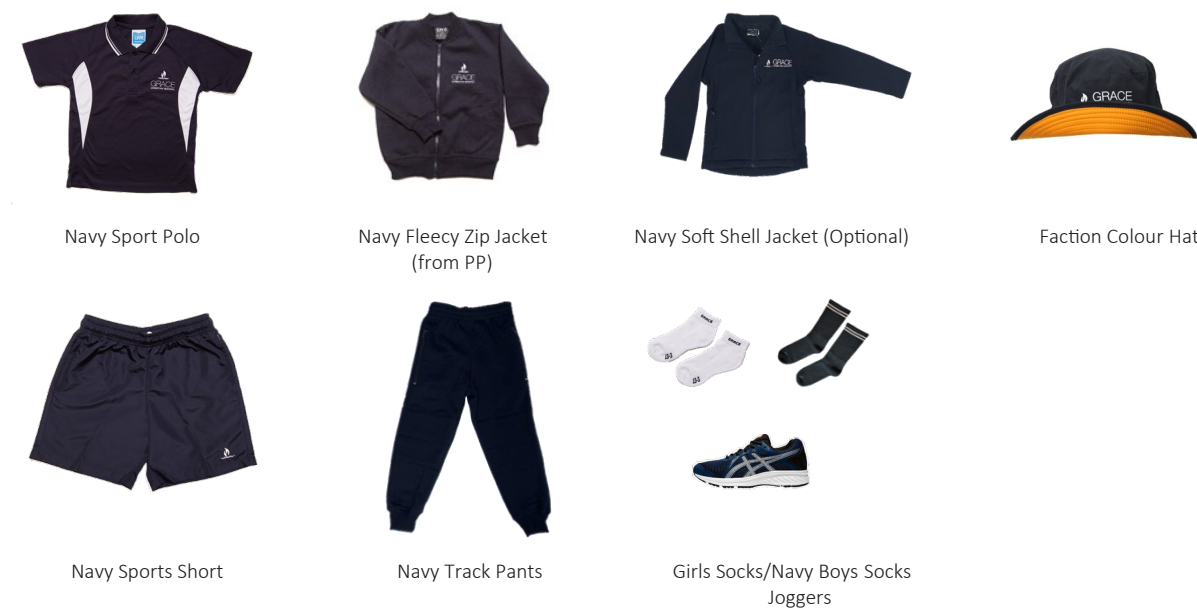 GRACE
GRACE
GRACE
GRACE
Navy Sport Polo
Navy Fleecy Zip Jacket
(from PP)
Navy Soft Shell Jacket (Optional)
Faction Colour Hat
GRACE
GRACE
Navy Sports Short
Navy Track Pants
Girls Socks/Navy Boys Socks
Joggers